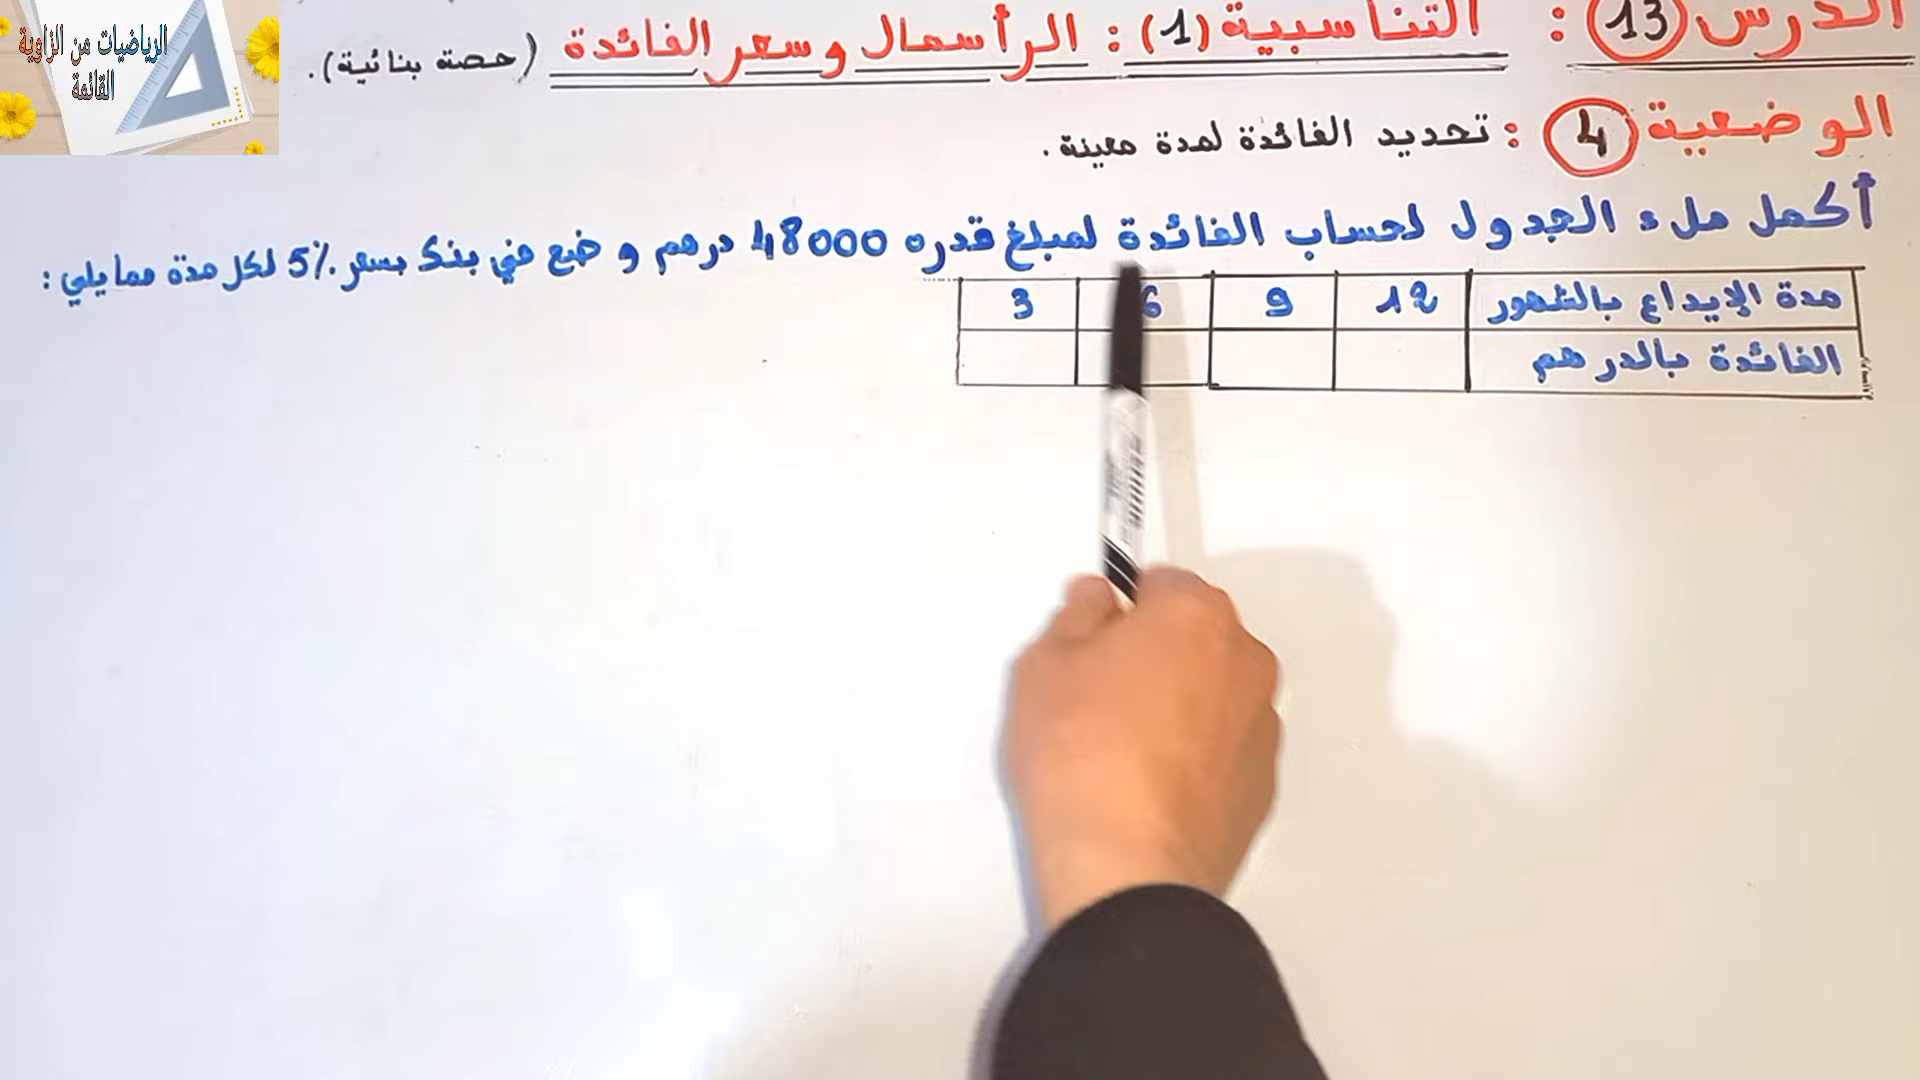 الرياضيات من الزاوية
القائمة
الدرس 13 : التناسبية (1) : الرأسمال وسعر الفائدة (حصة بنائية).
الوضعية 4 : تحديد الفائدة لمدة معينة.
أكمل ملء الجدول لحساب الفائدة لمبلغ قدره 48000 درهم وضع في بنك بسعر 5% لكل مدة مما يلي :
مدة الإيداع بالشهور 12 9 6 3
الفائدة بالدرهم